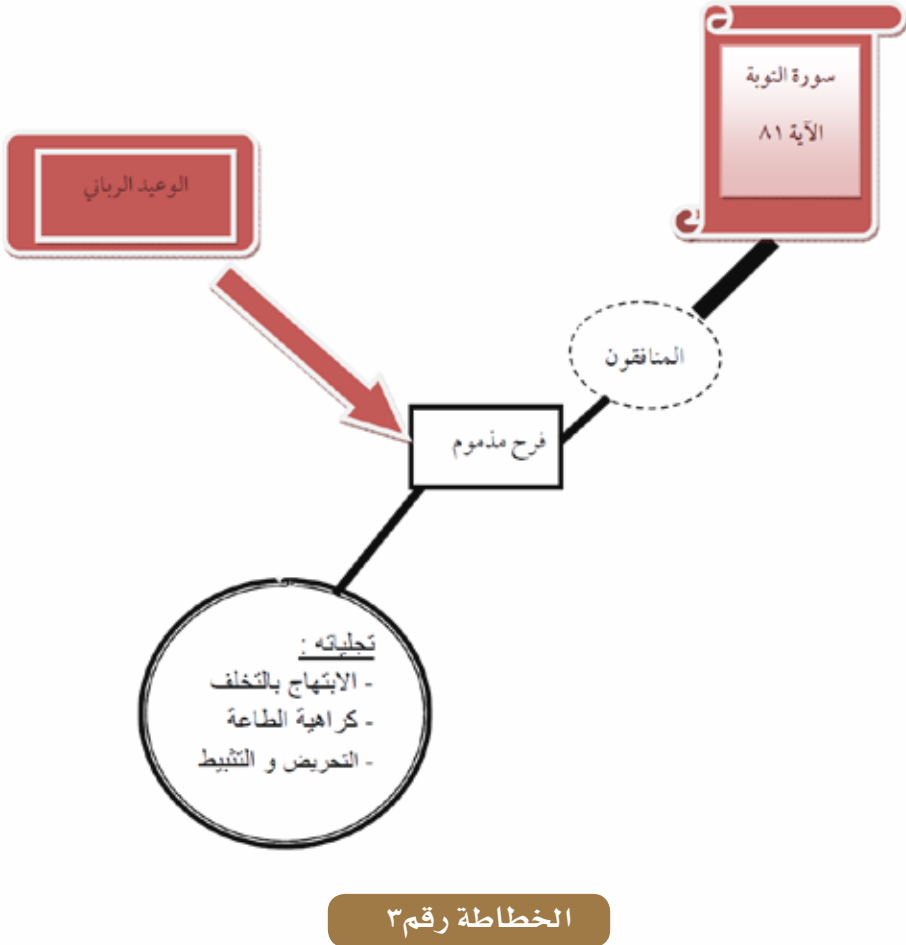 سورة التوبة
الآية ٨١
الوعيد الرباني
المنافقون
فرح مذموم
تجلياته :
- الابتهاج بالتخلف
- كراهية الطاعة
- التحريض و التثبيط
الخطاطة رقم٣